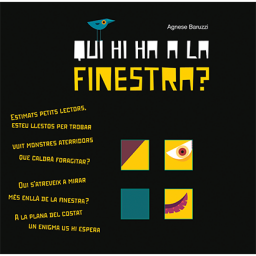 Agnese Baruzzi
QUI HI HA A LA
FINESTRA?
ESTIMATS PETITS LECTORS,
ESTEU LLESTOS PER TROBAR
VUIT MONSTRES ATERRIDORS
QUE CALDRÀ FORAGITAR?
QUI S'ATREVEIX A MIRAR
MÉS ENLLÀ DE LA FINESTRA?
A LA PLANA DEL COSTAT
UN ENIGMA US HI ESPERA